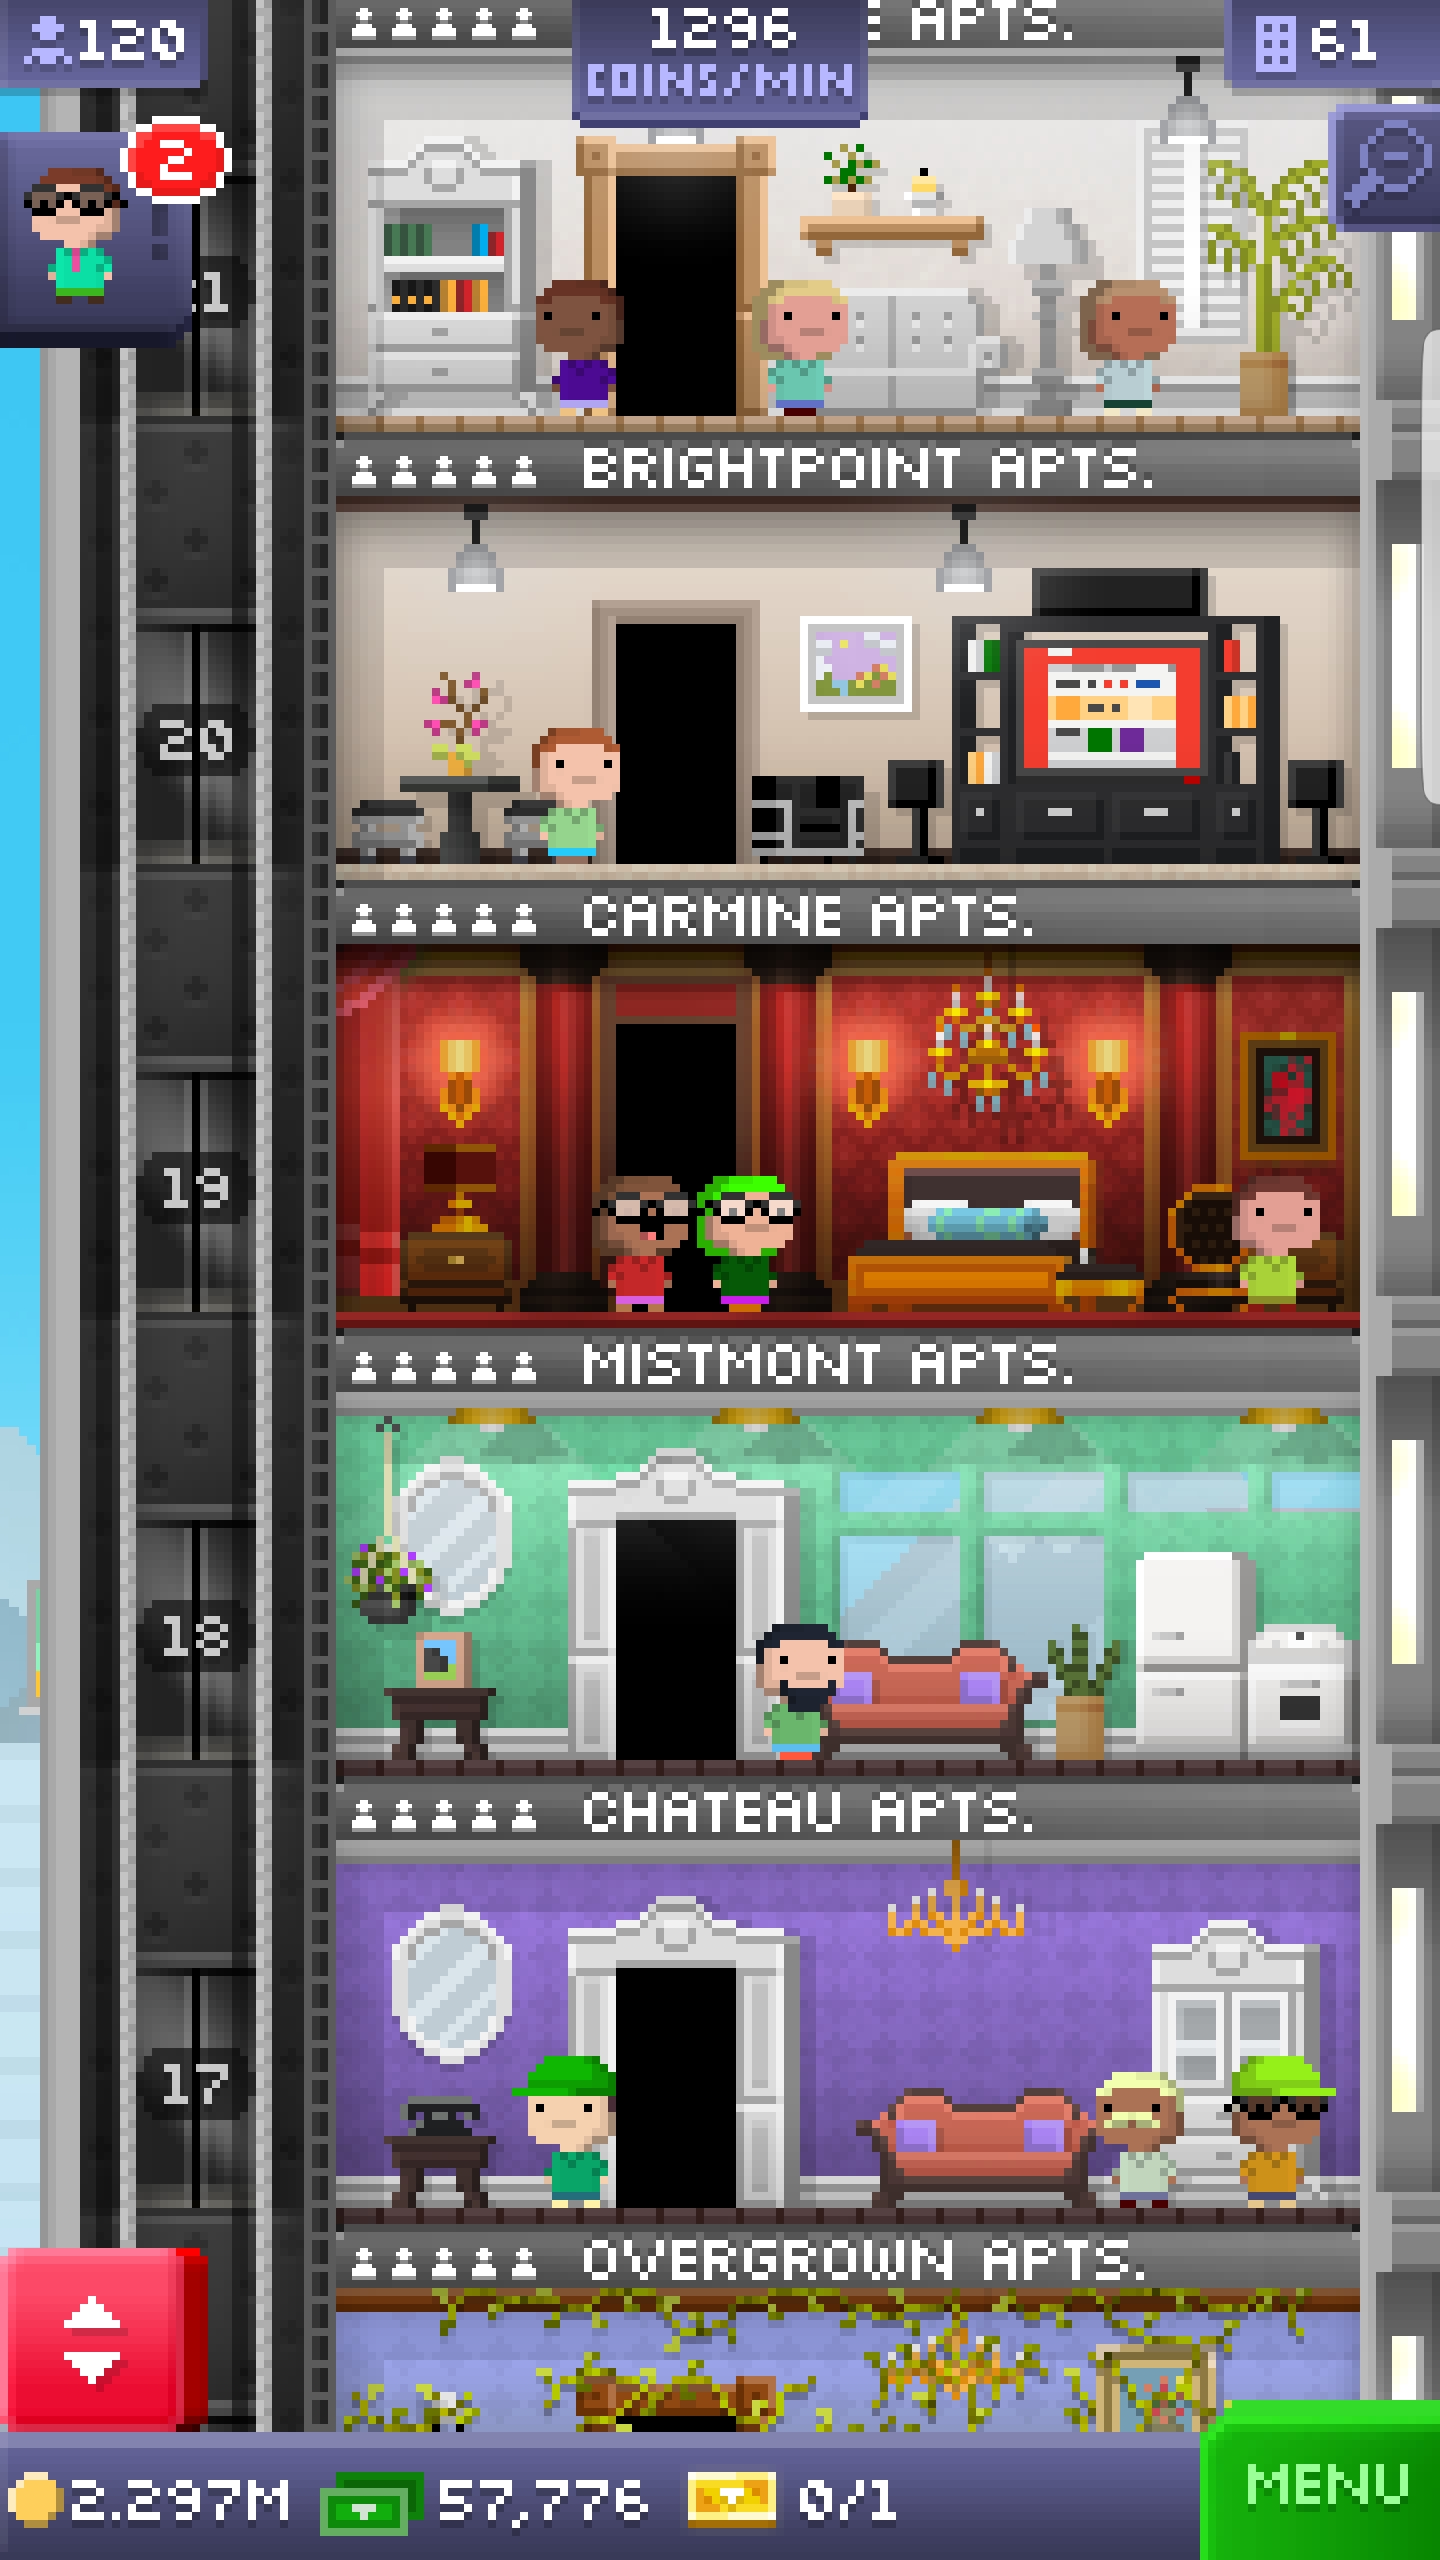 120
1296
COINS/MIN
APTS.
61
2
BRIGHTPOINT APTS.
20
CARMINE APTS.
19
MISTMONT APTS.
18
CHATEAU APTS.
17
OVERGROWN APTS.
2.297M
57,776
0/1
MENU